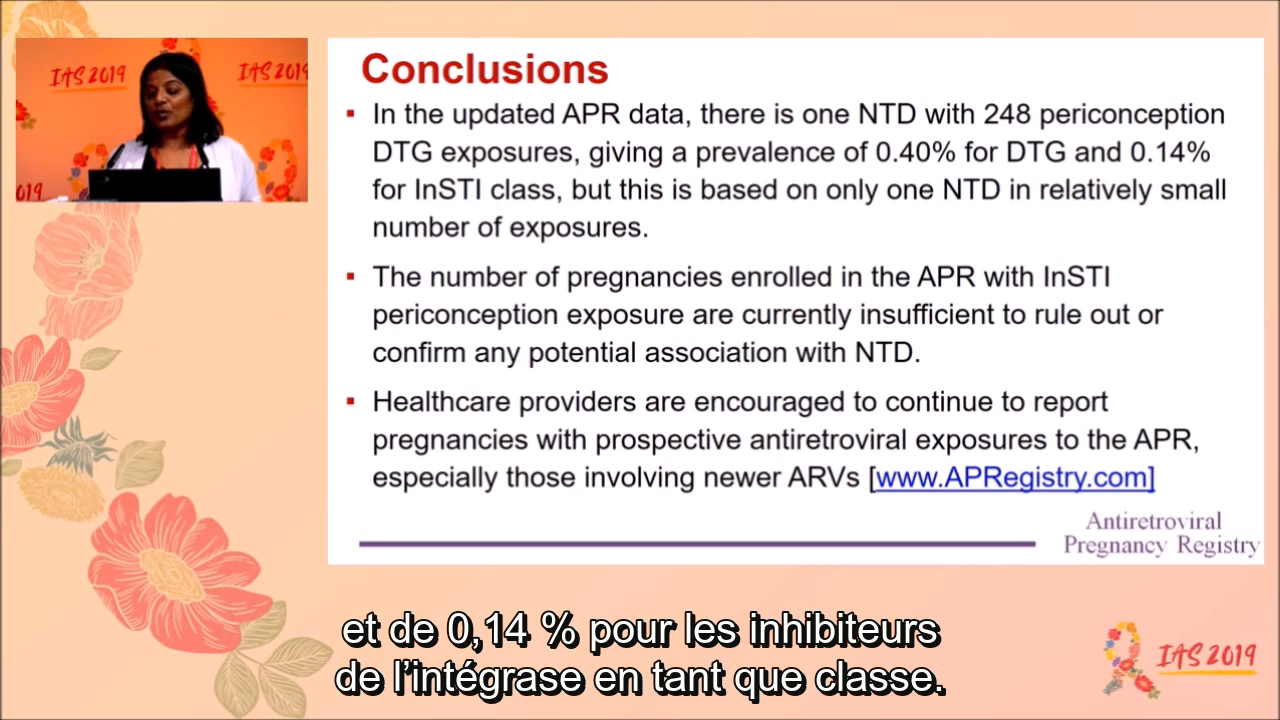 IAS 2019
IAS 2019
019
Conclusions
▪ In the updated APR data, there is one NTD with 248 periconception
DTG exposures, giving a prevalence of 0.40% for DTG and 0.14%
for InSTI class, but this is based on only one NTD in relatively small
number of exposures.
▪ The number of pregnancies enrolled in the APR with InSTI
periconception exposure are currently insufficient to rule out or
confirm any potential association with NTD.
▪ Healthcare providers are encouraged to continue to report
pregnancies with prospective antiretroviral exposures to the APR,
especially those involving newer ARVs [www.APRegistry.com]
Antiretroviral
Pregnancy Registry
et de 0,14 % pour les inhibiteurs
de l'intégrase en tant que classe.
IAS 2019